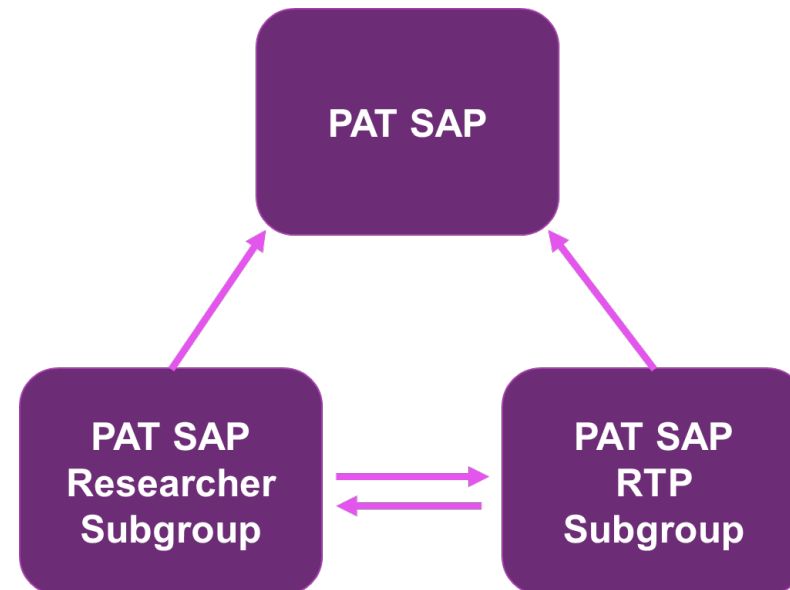 PAT SAP
PAT SAP
Researcher
Subgroup
PAT SAP
RTP
Subgroup